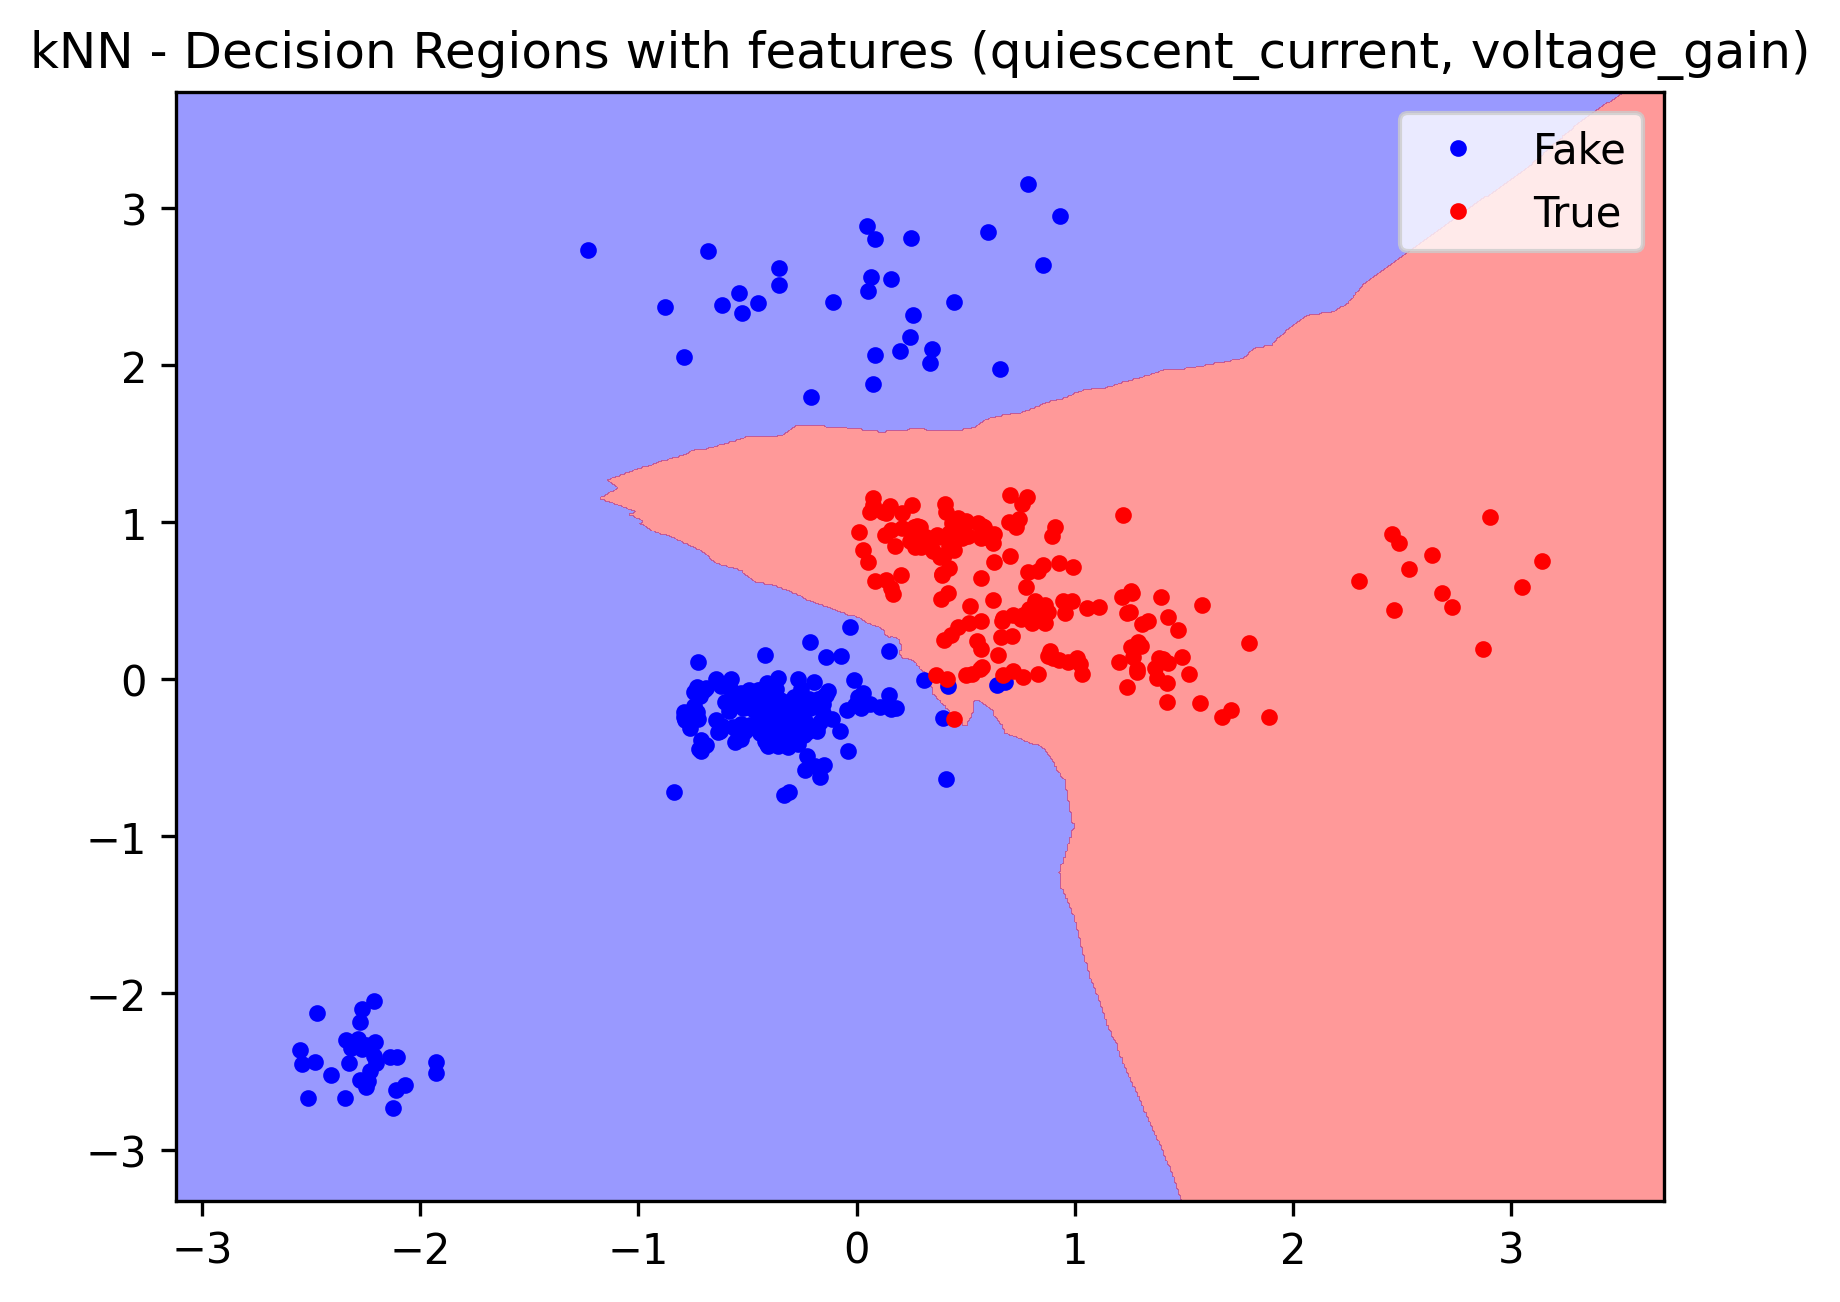 kNN - Decision Regions with features (quiescent_current, voltage_gain)
Fake
True
3
2
1
0
−1
−2
−3
−3 −2 −1 0 1 2 3